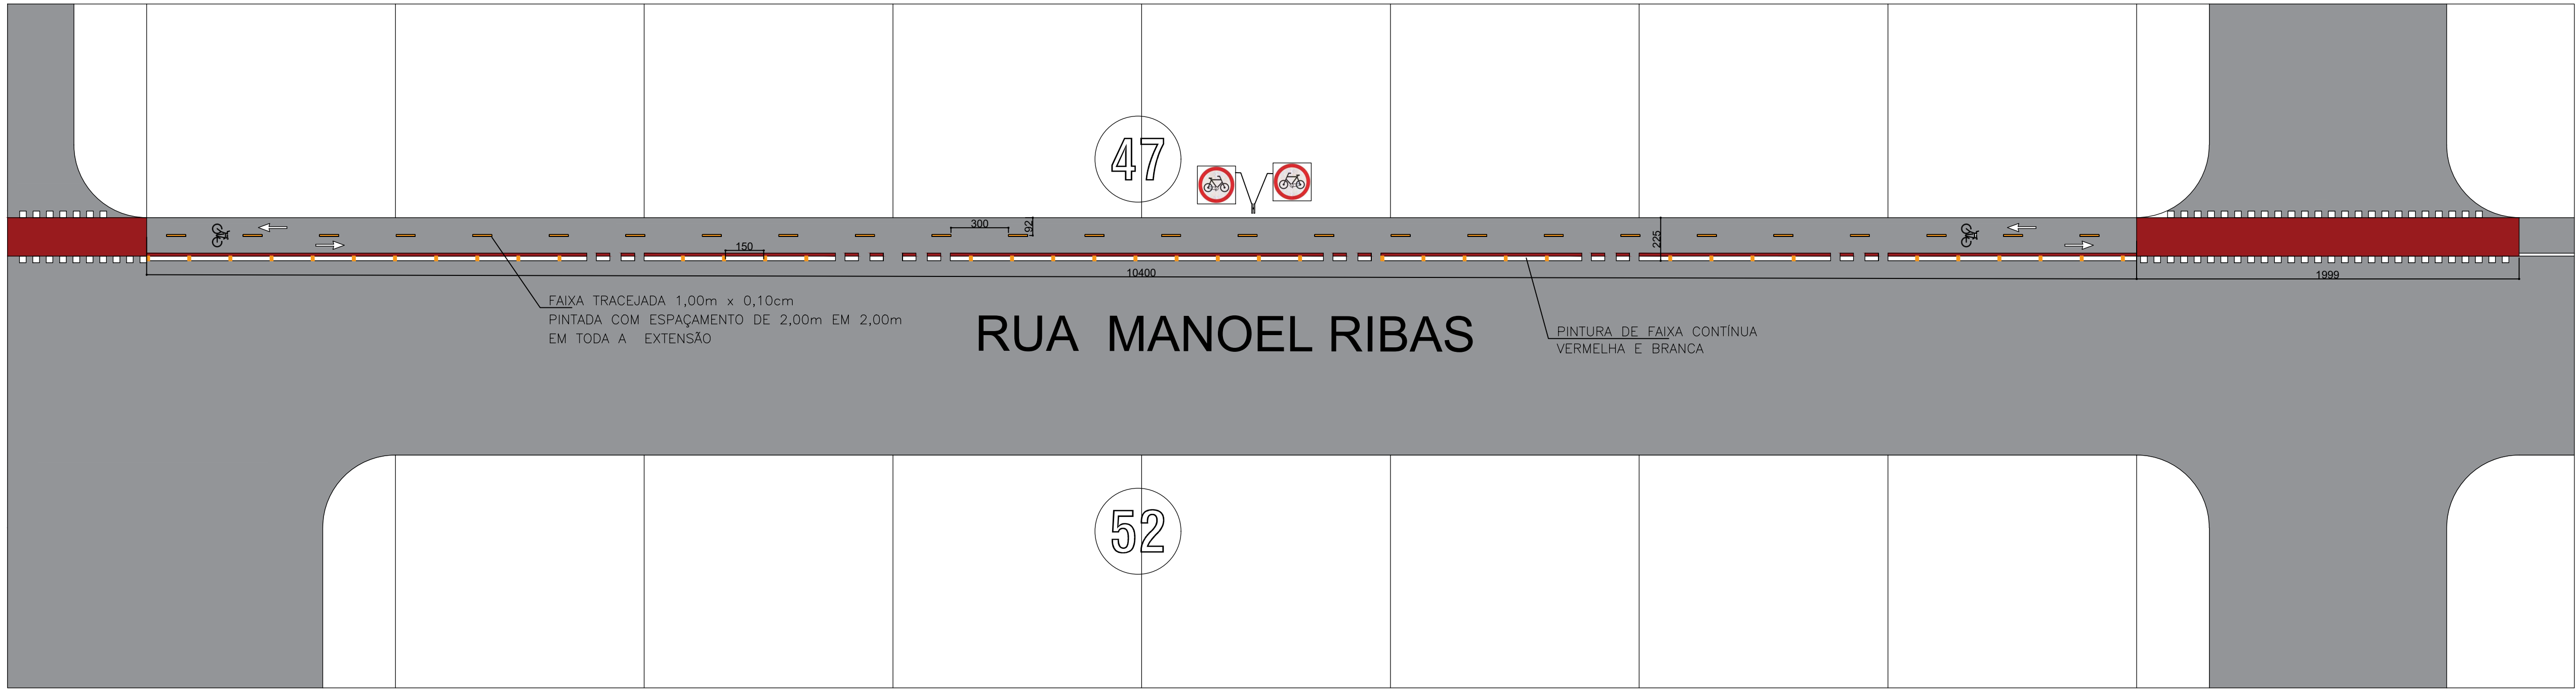 47
300
92
150
225
10400
1999
FAIXA TRACEJADA 1,00m x 0,10cm
PINTADA COM ESPAÇAMENTO DE 2,00m EM 2,00m
EM TODA A EXTENSÃO
RUA MANOEL RIBAS
PINTURA DE FAIXA CONTÍNUA
VERMELHA E BRANCA
52